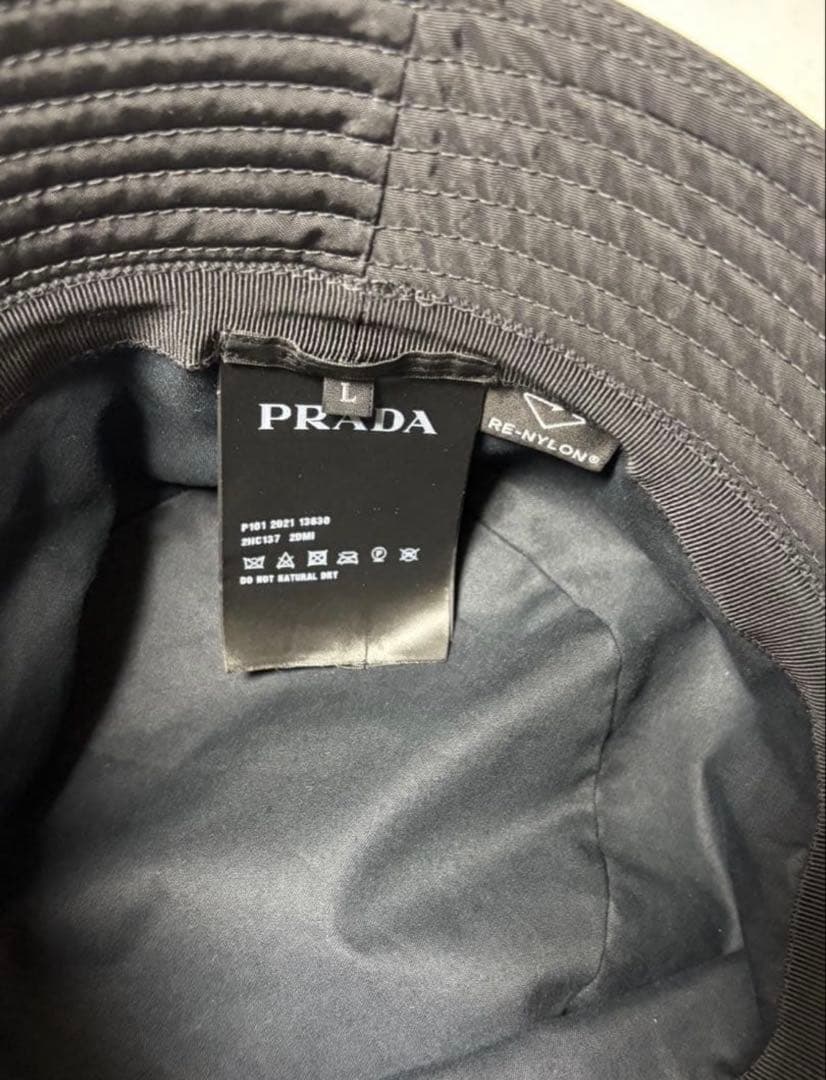 L
PRADA
RE-NYLON®
P101 2021 13830
2HC137 2DMI
DO NOT NATURAL DRY